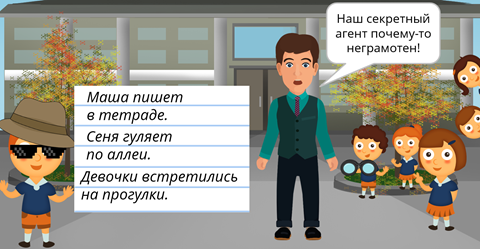 Наш секретный
агент почему-то
неграмотен!
Маша пишет
в тетраде.
Сеня гуляет
по аллеи.
Девочки встретились
на прогулки.